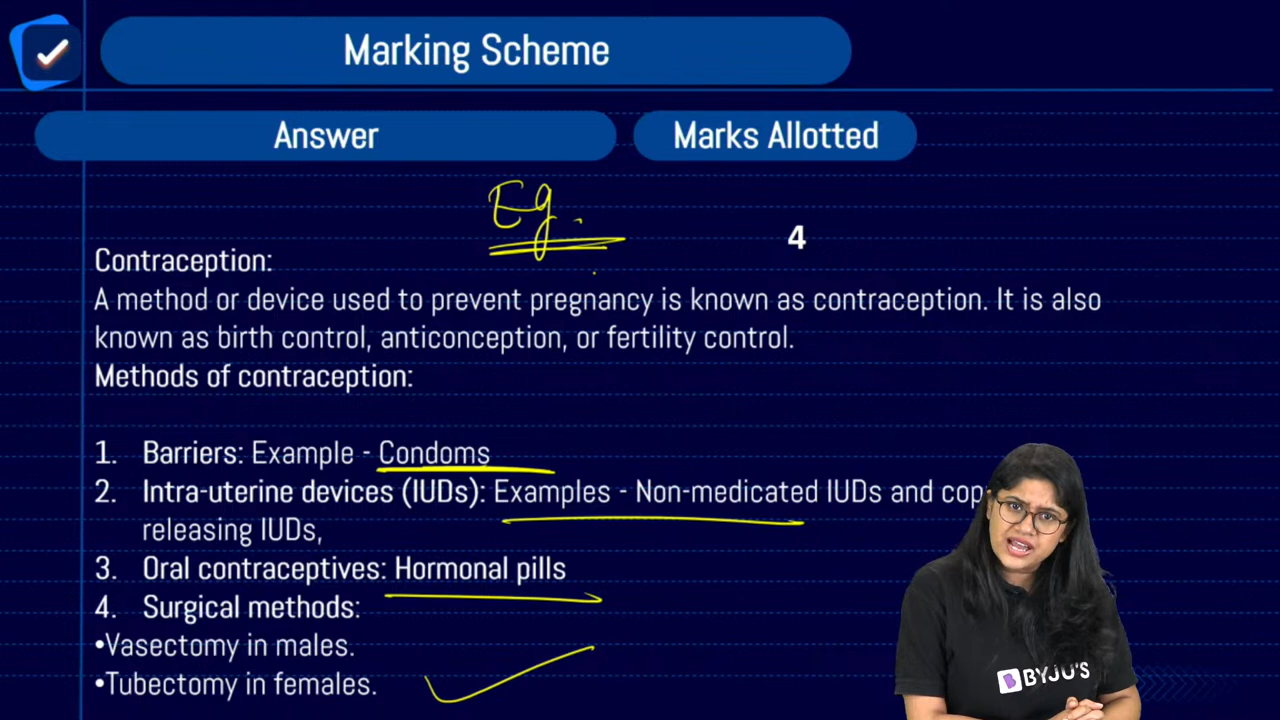 Marking Scheme
Answer
Marks Allotted
Eg.
4
Contraception:
A method or device used to prevent pregnancy is known as contraception. It is also
known as birth control, anticonception, or fertility control.
Methods of contraception:
1. Barriers: Example - Condoms
2. Intra-uterine devices (IUDs): Examples - Non-medicated IUDs and
releasing IUDs,
3. Oral contraceptives: Hormonal pills
4. Surgical methods:
•Vasectomy in males.
•Tubectomy in females.
BYJU'S